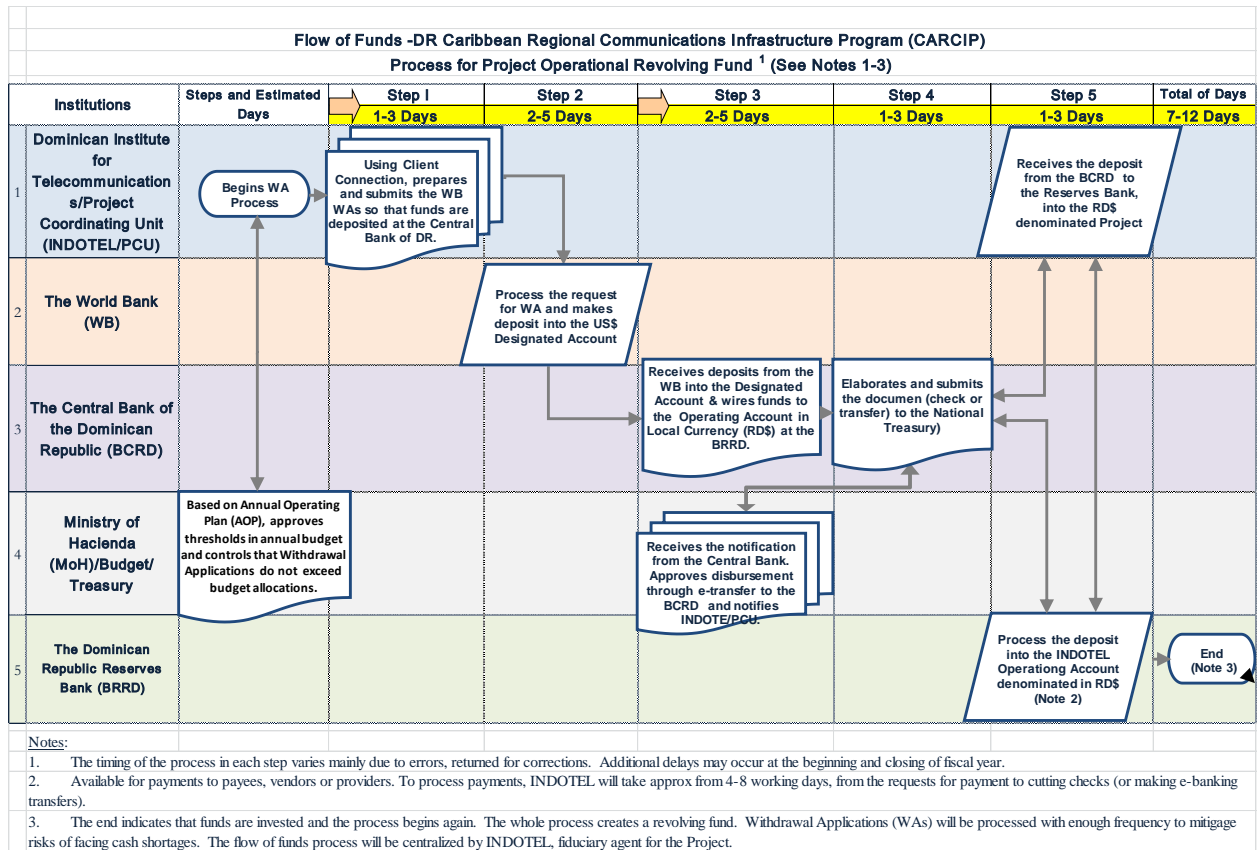 Flow of Funds -DR Caribbean Regional Communications Infrastructure Program (CARCIP)
Process for Project Operational Revolving Fund 1 (See Notes 1-3)
Institutions
Steps and Estimated
Days
Step I
1-3 Days
Step 2
2-5 Days
Step 3
2-5 Days
Step 4
1-3 Days
Step 5
1-3 Days
Total of Days
7-12 Days
1
Dominican Institute
for
Telecommunication
s/Project
Coordinating Unit
(INDOTEL/PCU)
Begins WA
Process
Using Client
Connection, prepares
and submits the WB
WAs so that funds are
deposited at the Central
Bank of DR.
Receives the deposit
from the BCRD to
the Reserves Bank,
into the RD$
denominated Project
2
The World Bank
(WB)
Process the request
for WA and makes
deposit into the US$
Designated Account
3
The Central Bank of
the Dominican
Republic (BCRD)
Receives deposits from the
WB into the Designated
Account & wires funds to
the Operating Account in
Local Currency (RD$) at the
BRRD.
Elaborates and submits
the documen (check or
transfer) to the National
Treasury)
4
Ministry of
Hacienda
(MoH)/Budget/
Treasury
Based on Annual Operating
Plan (AOP), approves
thresholds in annual budget
and controls that Withdrawal
Applications do not exceed
budget allocations.
Receives the notification
from the Central Bank.
Approves disbursement
through e-transfer to the
BCRD and notifies
INDOTE/PCU.
5
The Dominican
Republic Reserves
Bank (BRRD)
Process the deposit
into the INDOTEL
Operationg Account
denominated in RD$
(Note 2)
End
(Note 3)
Notes:
1. The timing of the process in each step varies mainly due to errors, returned for corrections. Additional delays may occur at the beginning and closing of fiscal year.
2. Available for payments to payees, vendors or providers. To process payments, INDOTEL will take approx from 4-8 working days, from the requests for payment to cutting checks (or making e-banking
transfers).
3. The end indicates that funds are invested and the process begins again. The whole process creates a revolving fund. Withdrawal Applications (WAs) will be processed with enough frequency to mitigate
risks of facing cash shortages. The flow of funds process will be centralized by INDOTEL, fiduciary agent for the Project.